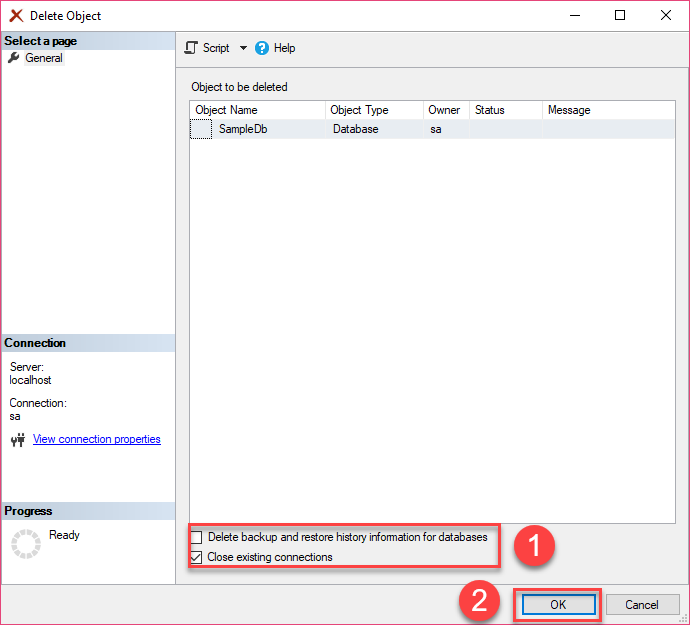 Delete Object
Select a page
General
Script
Help
Object to be deleted
Object Name Object Type Owner Status Message
SampleDb Database sa
Connection
Server:
localhost
Connection:
sa
View connection properties
Progress
Ready
Delete backup and restore history information for databases
Close existing connections
1
2
OK
Cancel